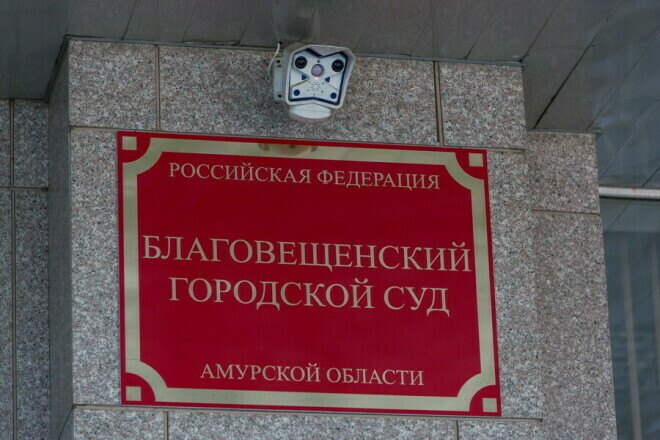 РОССИЙСКАЯ ФЕДЕРАЦИЯ
БЛАГОВЕЩЕНСКИЙ
ГОРОДСКОЙ СУД
АМУРСКОЙ ОБЛАСТИ